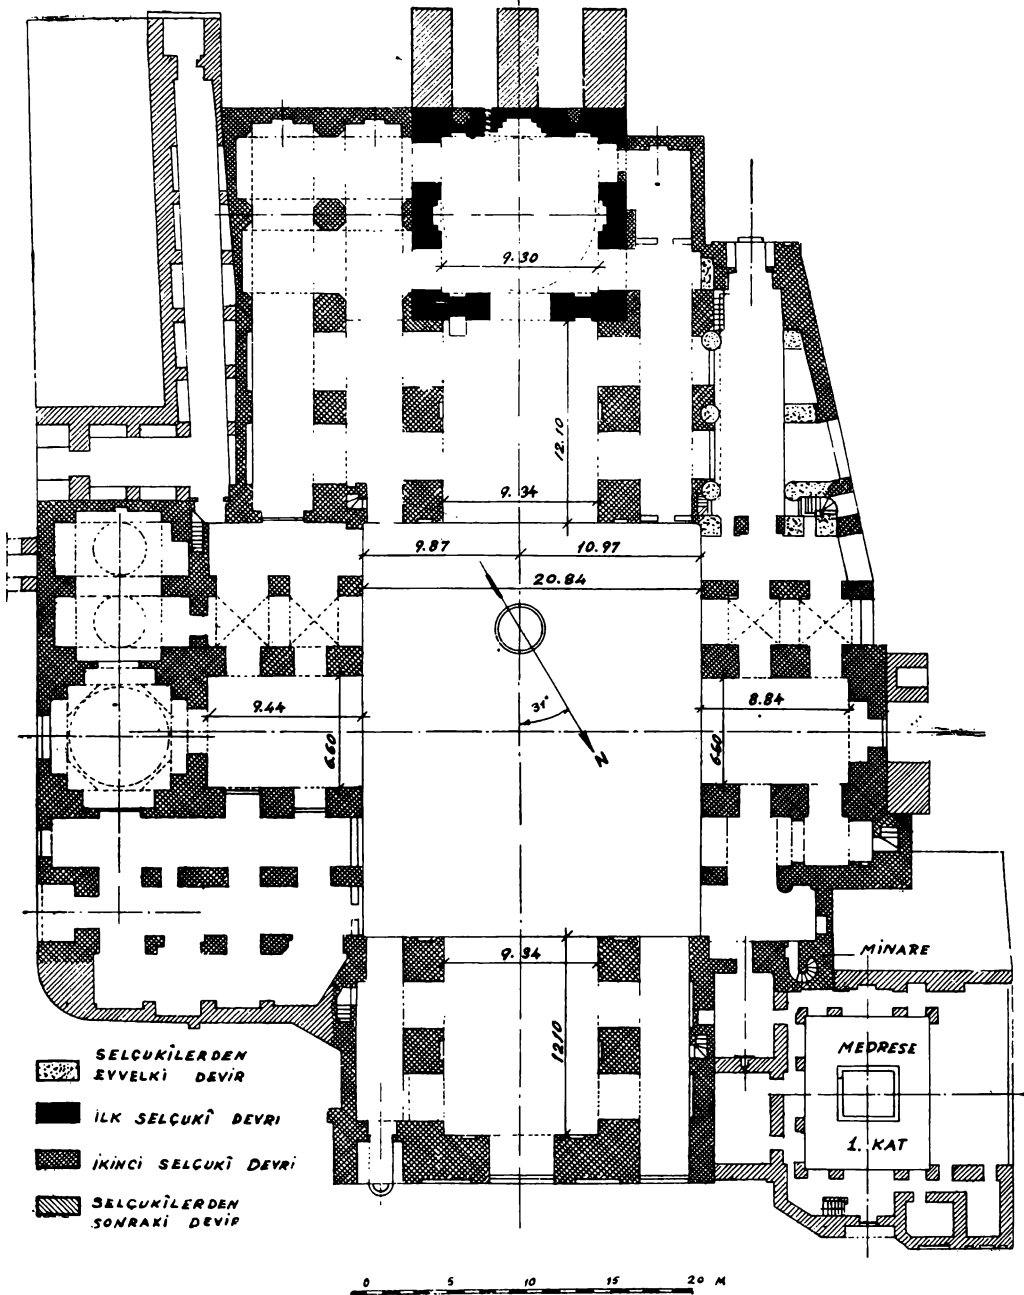 9.30
12.10
9.34
9.87
10.97
20.84
31°
N
9.44
6.60
8.84
6.60
9.34
12.10
MİNARE
MEDRESE
1. KAT
SELÇUKİLERDEN
EVVELKİ DEVİR
İLK SELÇUKÎ DEVRİ
İKİNCİ SELÇUKÎ DEVRİ
SELÇUKİLERDEN
SONRAKİ DEVİR
0 5 10 15 20 M